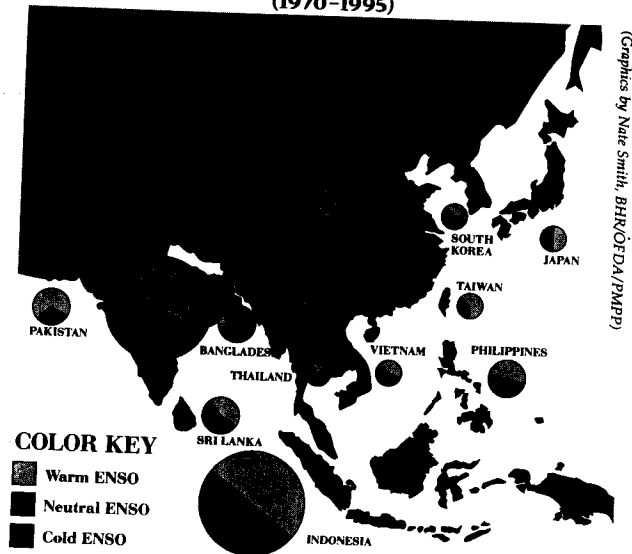 (1970–1995)
(Graphics by Nate Smith, BHR/OFDA/PMPP)
SOUTH
KOREA
JAPAN
TAIWAN
PAKISTAN
BANGLADES
VIETNAM
PHILIPPINES
THAILAND
SRI LANKA
COLOR KEY
Warm ENSO
Neutral ENSO
Cold ENSO
INDONESIA